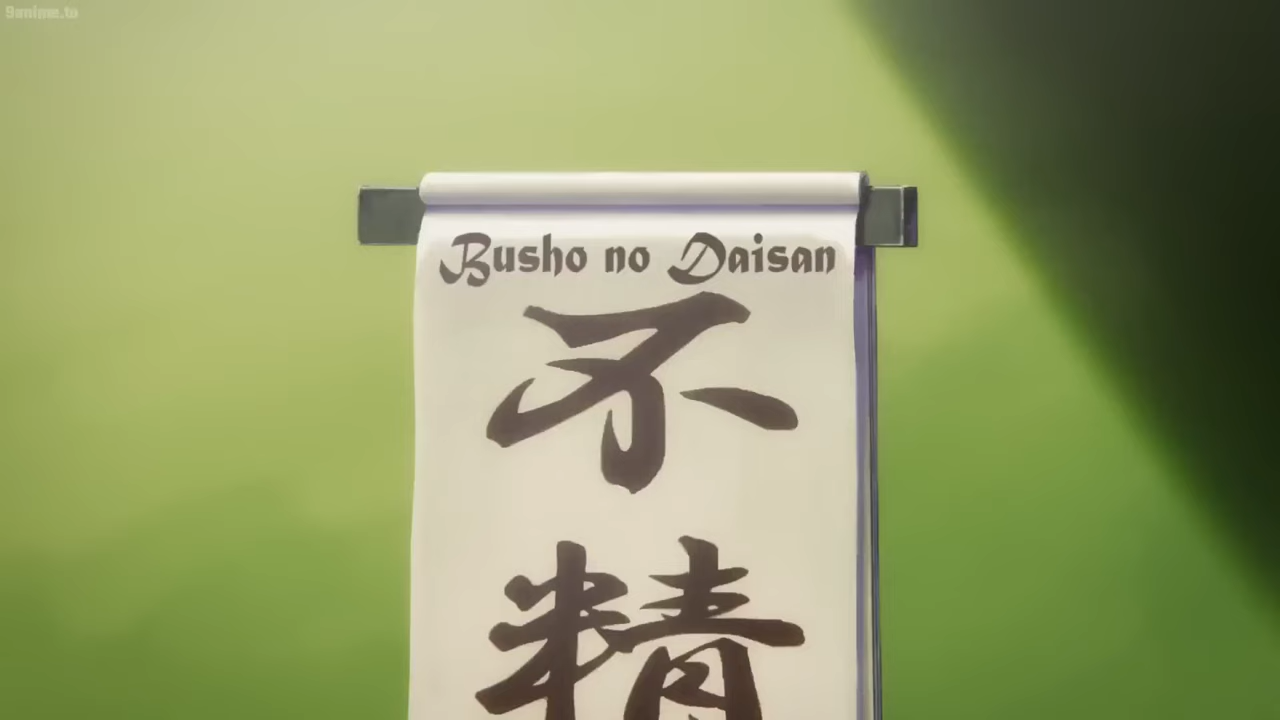 9anime.to
Busho no Daisan
不
精